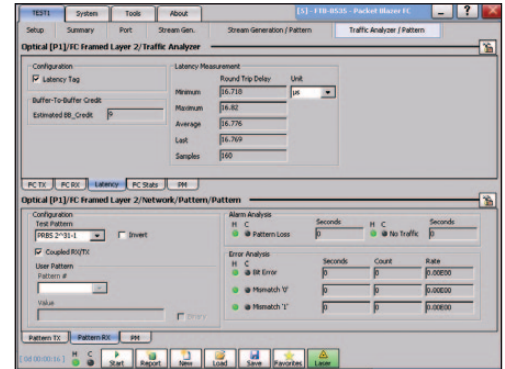 TEST1 System Tools About [5] - FTB-8535 - Packet Blazer FC ?
Setup Summary Port Stream Gen. Stream Generation / Pattern Traffic Analyzer / Pattern
Optical [P1]/FC Framed Layer 2/Traffic Analyzer
Configuration
Latency Tag
Buffer-To-Buffer Credit
Estimated BB_Credit 9
Latency Measurement
Round Trip Delay Unit
Minimum 16.718 µs
Maximum 16.82
Average 16.776
Last 16.769
Samples 160
FC TX FC RX Latency FC Stats PM
Optical [P1]/FC Framed Layer 2/Network/Pattern/Pattern
Configuration
Test Pattern
PRBS 2^31-1 Invert
Coupled RX/TX
User Pattern
Pattern #
Value
Binary
Alarm Analysis
H C Seconds H C Seconds
Pattern Loss 0 No Traffic 0
Error Analysis
H C Seconds Count Rate
Bit Error 0 0 0.00E00
Mismatch '0' 0 0 0.00E00
Mismatch '1' 0 0 0.00E00
Pattern TX Pattern RX PM
[ 0d 00:00:16 ] H C Start Report New Load Save Favorites Laser